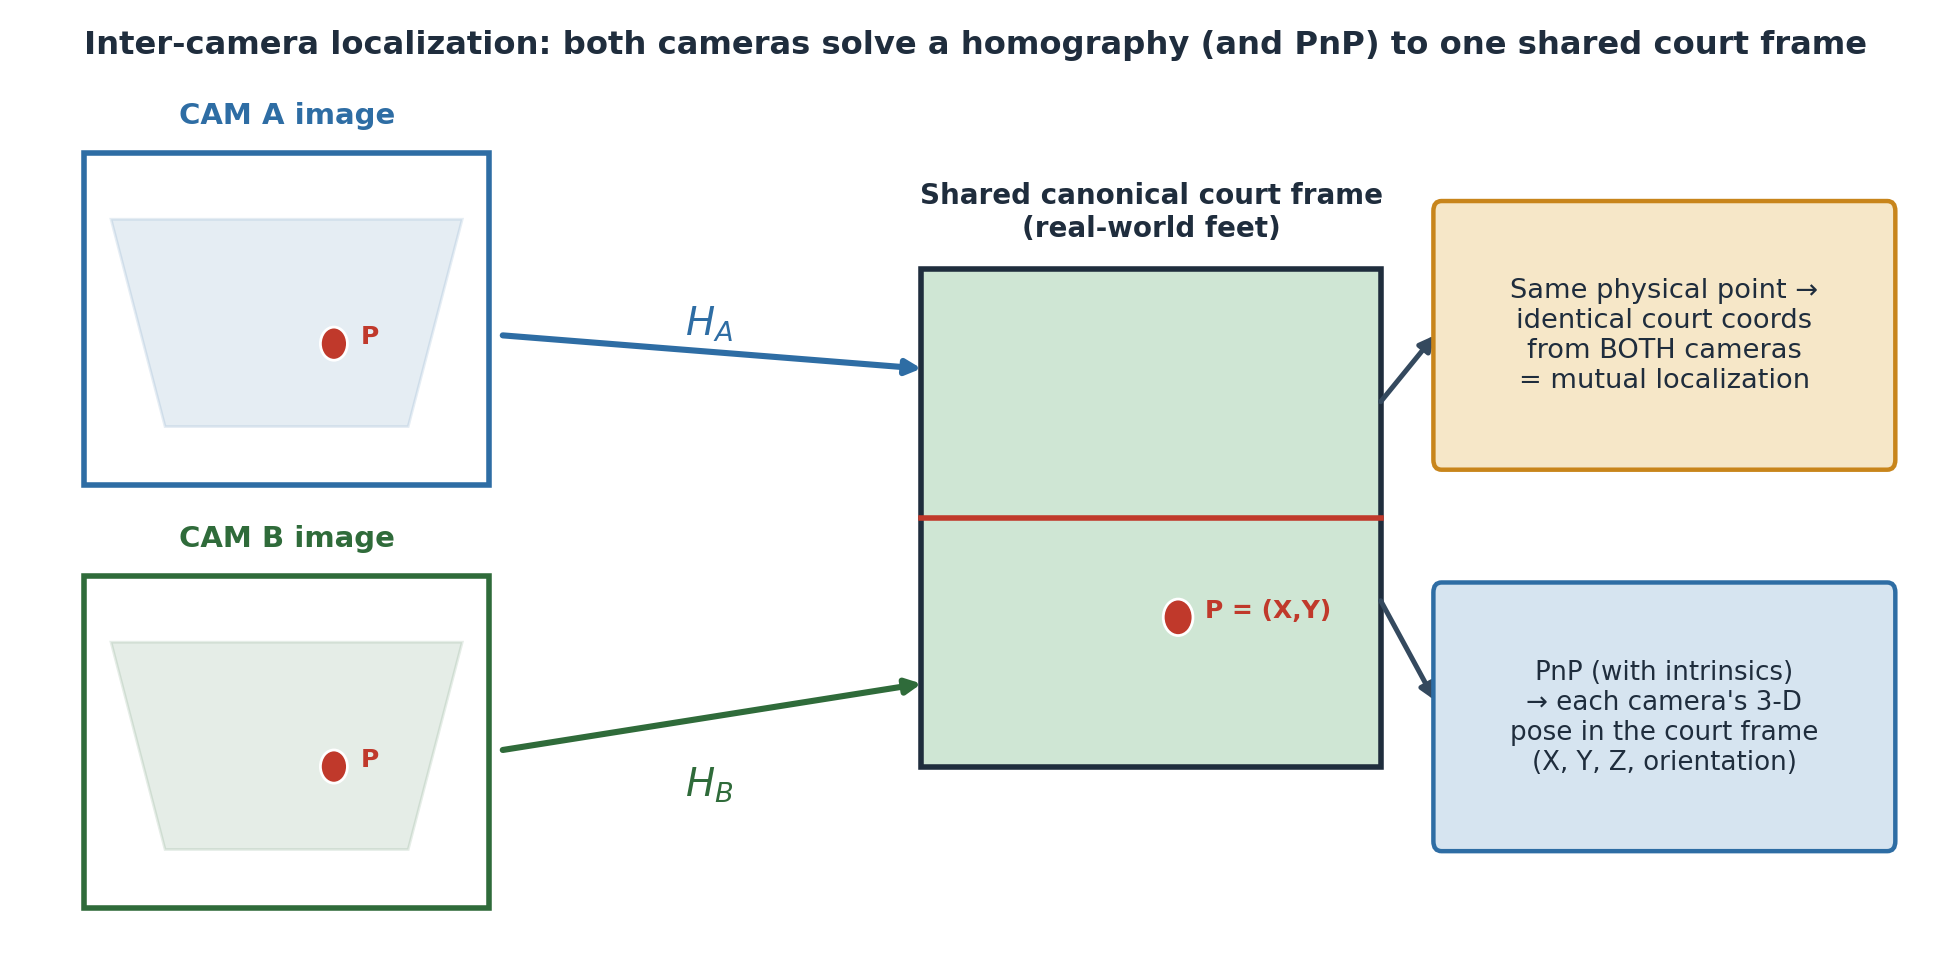 Inter-camera localization: both cameras solve a homography (and PnP) to one shared court frame
CAM A image
P
H_A
Shared canonical court frame
(real-world feet)
Same physical point →
identical court coords
from BOTH cameras
= mutual localization
CAM B image
P
H_B
P = (X,Y)
PnP (with intrinsics)
→ each camera's 3-D
pose in the court frame
(X, Y, Z, orientation)